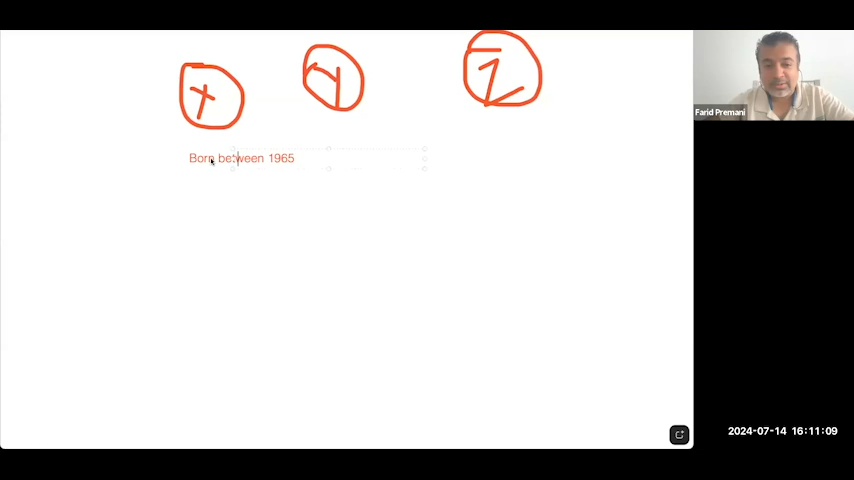 X Y Z
Farid Premani
Born between 1965
2024-07-14 16:11:09